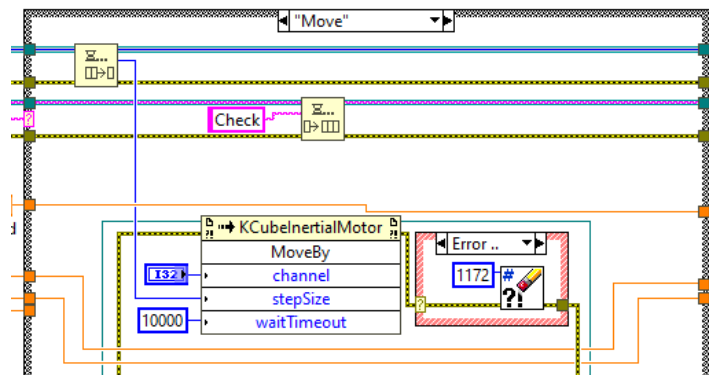 "Move"
Σ...
Check
Σ...
?
d
KCubeInertialMotor
MoveBy
I32
channel
stepSize
10000
waitTimeout
Error ..
1172
#
?!
?